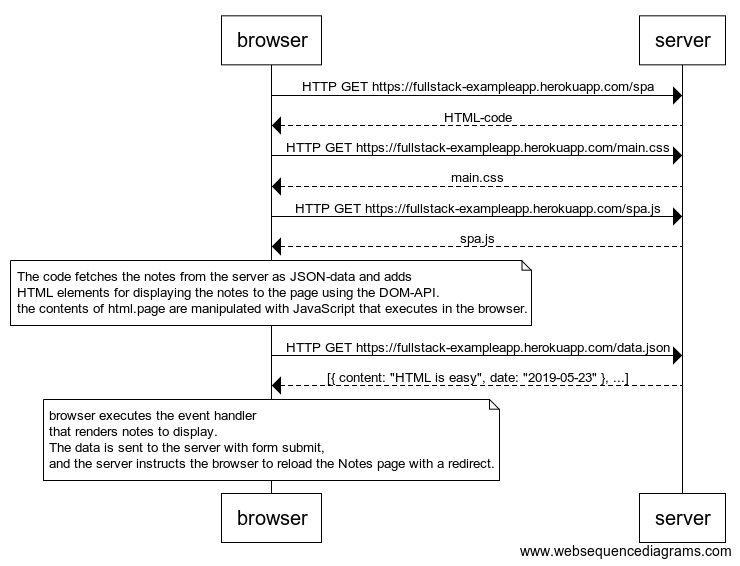 browser
server
HTTP GET https://fullstack-exampleapp.herokuapp.com/spa
HTML-code
HTTP GET https://fullstack-exampleapp.herokuapp.com/main.css
main.css
HTTP GET https://fullstack-exampleapp.herokuapp.com/spa.js
spa.js
The code fetches the notes from the server as JSON-data and adds
HTML elements for displaying the notes to the page using the DOM-API.
the contents of html.page are manipulated with JavaScript that executes in the browser.
HTTP GET https://fullstack-exampleapp.herokuapp.com/data.json
[{ content: "HTML is easy", date: "2019-05-23" }, ...]
browser executes the event handler
that renders notes to display.
The data is sent to the server with form submit,
and the server instructs the browser to reload the Notes page with a redirect.
browser
server
www.websequencediagrams.com